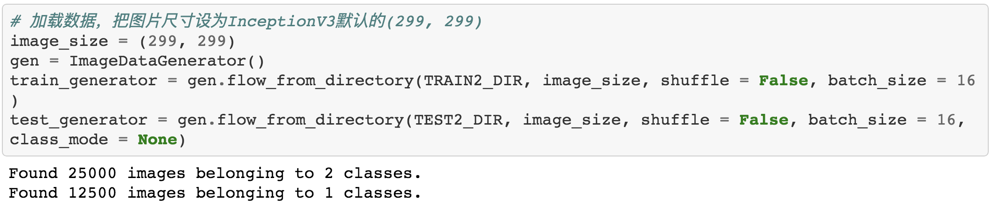 # 加载数据，把图片尺寸设为InceptionV3默认的(299, 299)
image_size = (299, 299)
gen = ImageDataGenerator()
train_generator = gen.flow_from_directory(TRAIN2_DIR, image_size, shuffle = False, batch_size = 16
)
test_generator = gen.flow_from_directory(TEST2_DIR, image_size, shuffle = False, batch_size = 16,
class_mode = None)
Found 25000 images belonging to 2 classes.
Found 12500 images belonging to 1 classes.